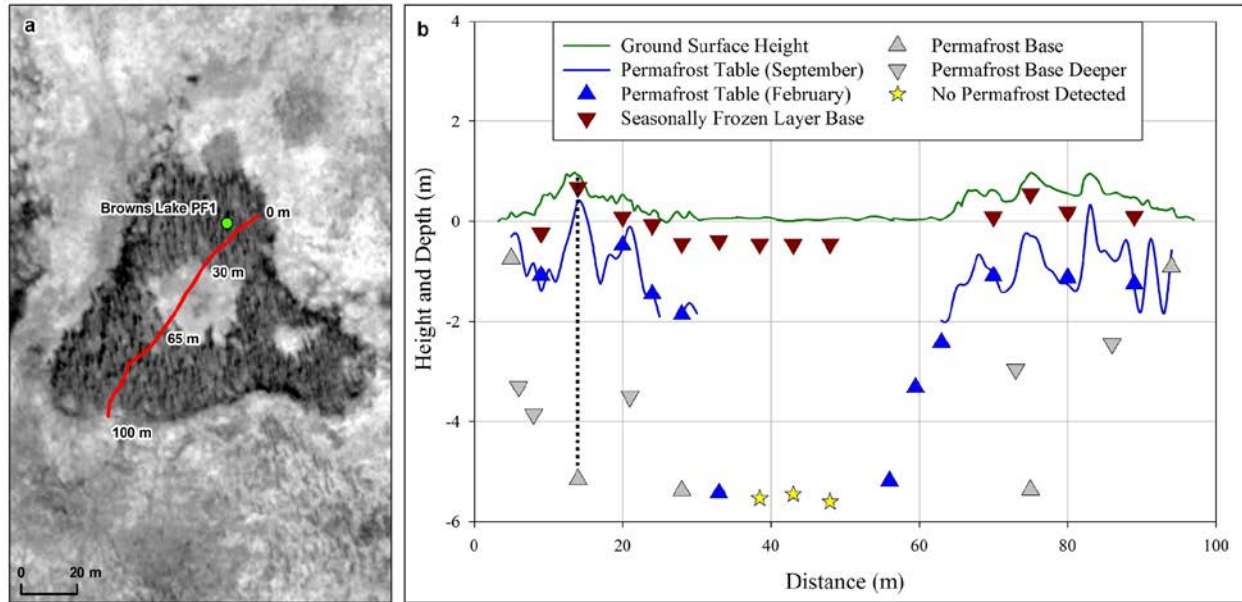 a
Browns Lake PF1
0 m
30 m
65 m
100 m
0 20 m
b
Ground Surface Height
Permafrost Table (September)
Permafrost Table (February)
Seasonally Frozen Layer Base
Permafrost Base
Permafrost Base Deeper
No Permafrost Detected
Height and Depth (m)
4
2
0
-2
-4
-6
0 20 40 60 80 100
Distance (m)